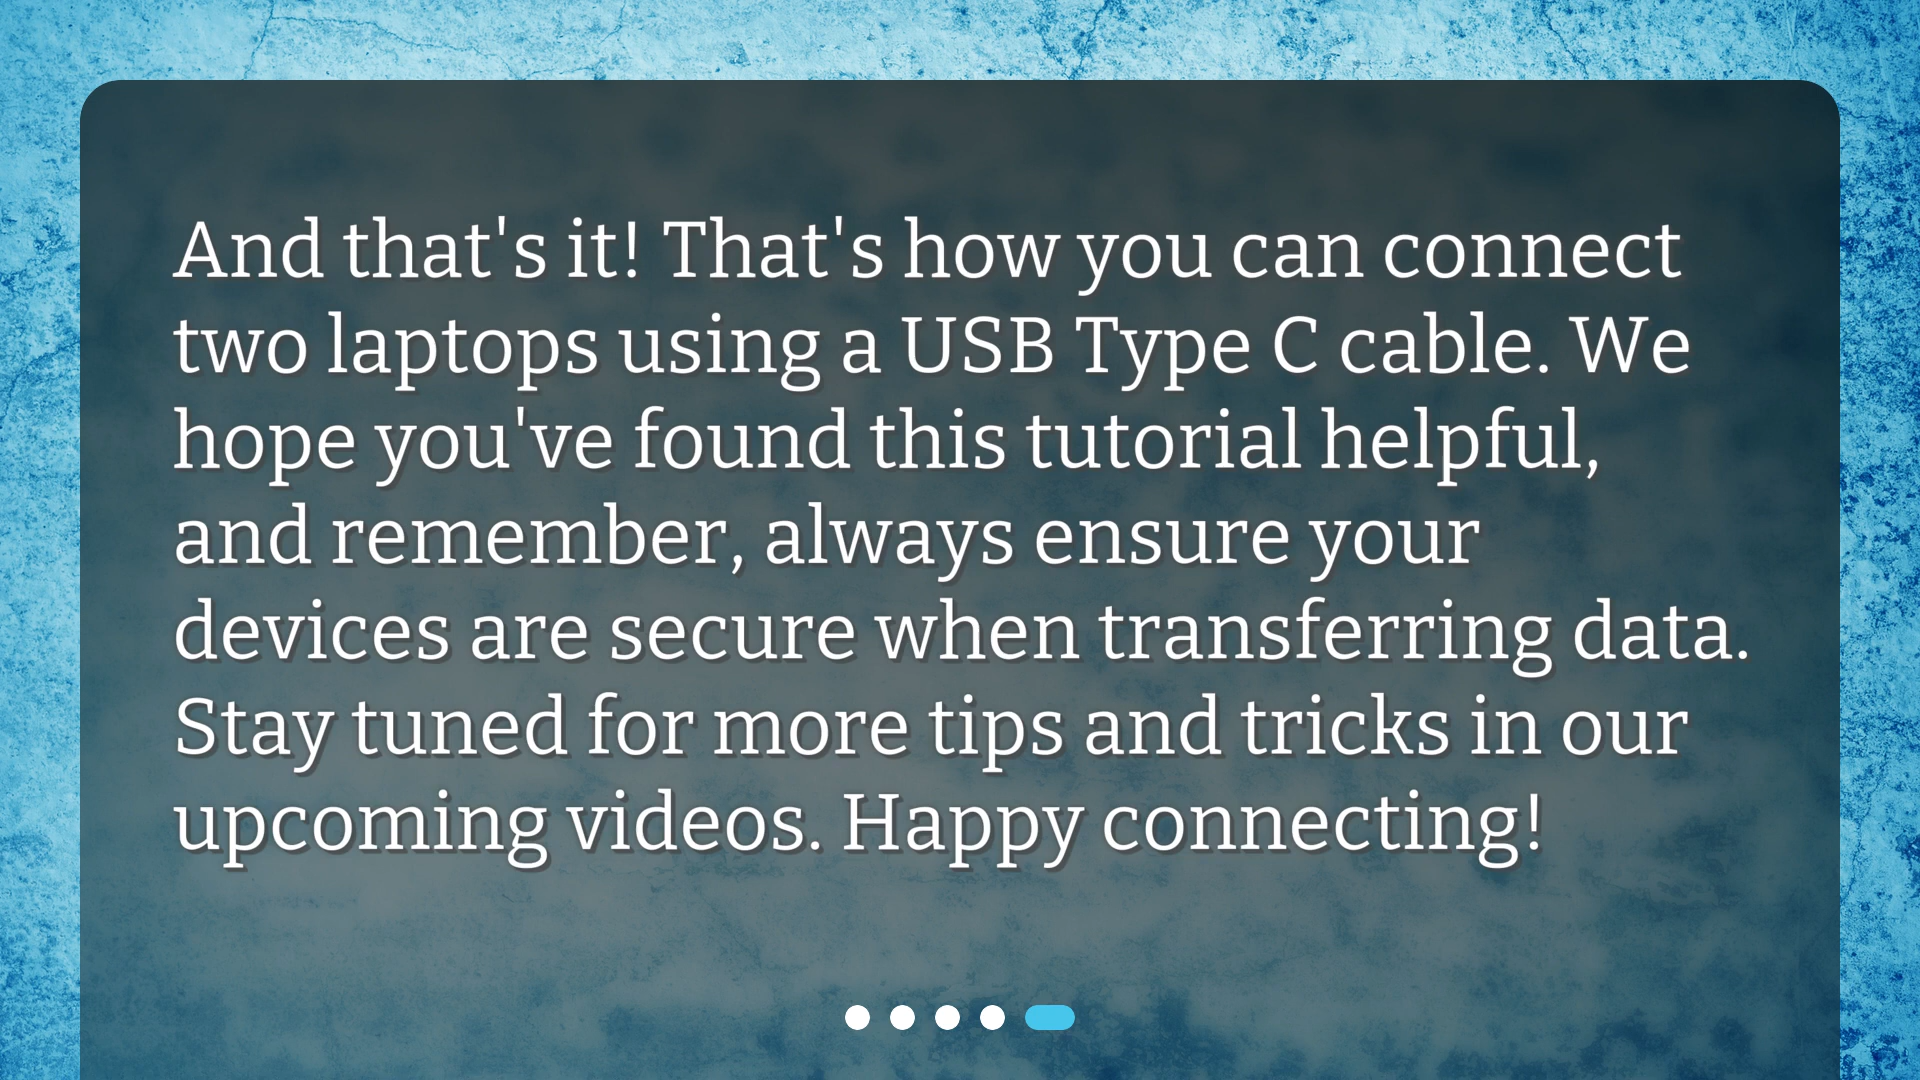 And that's it! That's how you can connect
two laptops using a USB Type C cable. We
hope you've found this tutorial helpful,
and remember, always ensure your
devices are secure when transferring data.
Stay tuned for more tips and tricks in our
upcoming videos. Happy connecting!